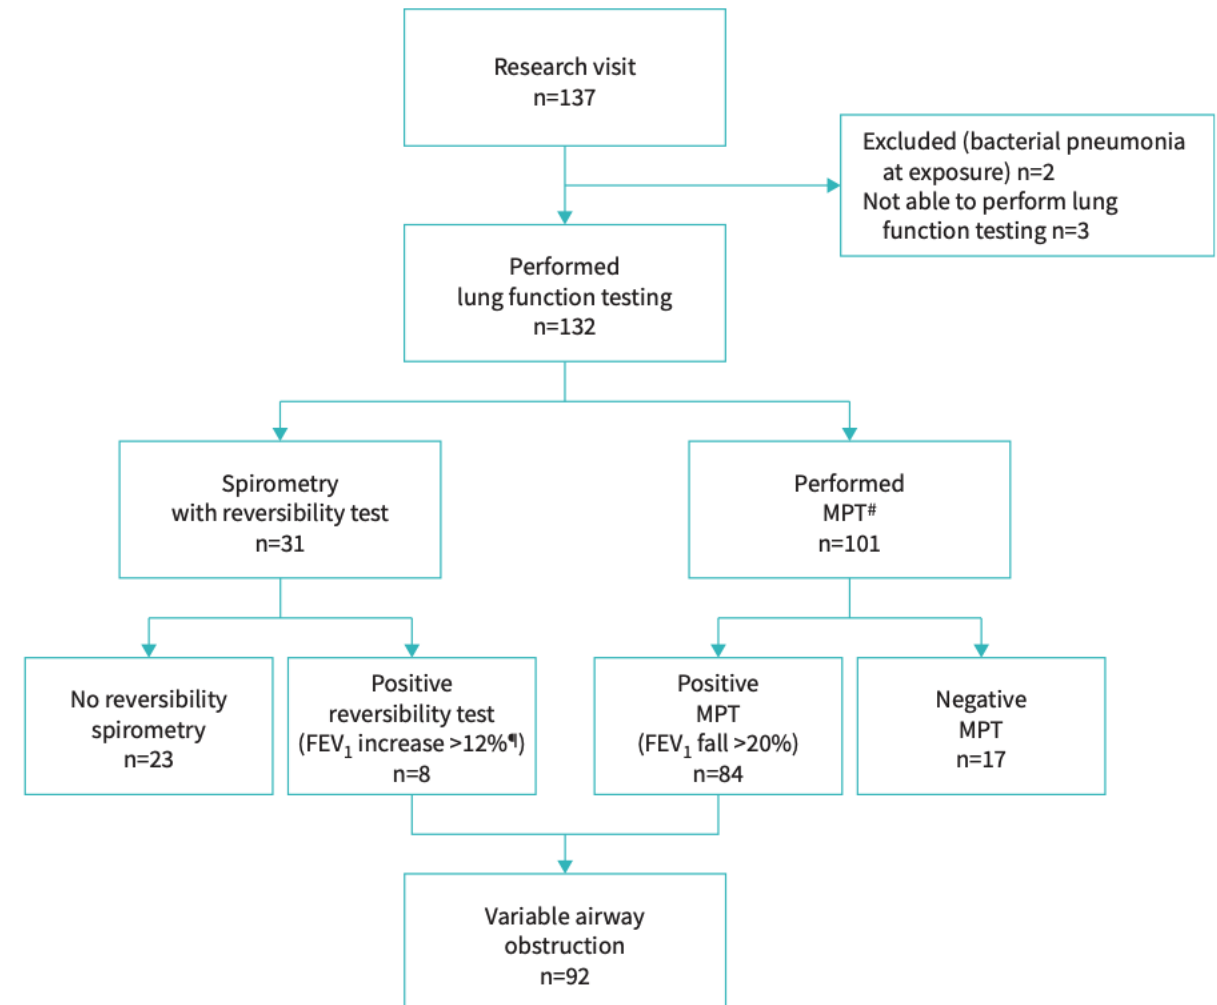 Research visit
n=137
Excluded (bacterial pneumonia
at exposure) n=2
Not able to perform lung
function testing n=3
Performed
lung function testing
n=132
Spirometry
with reversibility test
n=31
Performed
MPT#
n=101
No reversibility
spirometry
n=23
Positive
reversibility test
(FEV1 increase >12%¶)
n=8
Positive
MPT
(FEV1 fall >20%)
n=84
Negative
MPT
n=17
Variable airway
obstruction
n=92